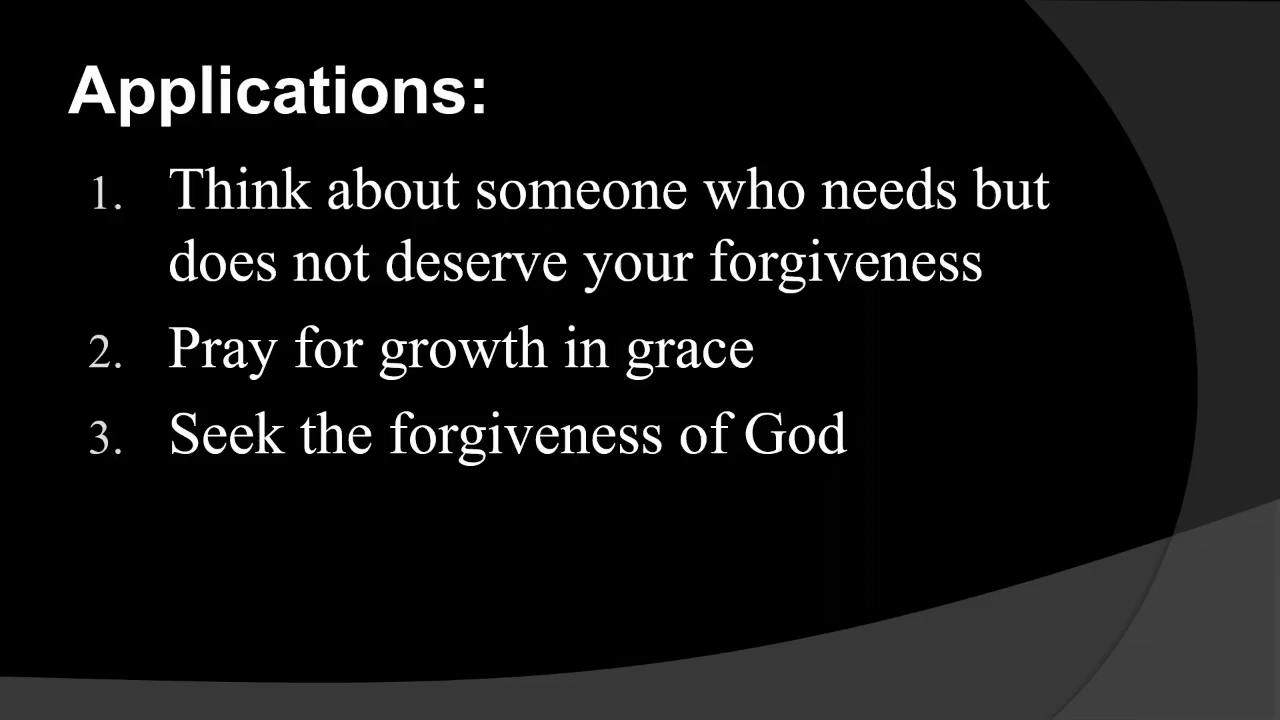 Applications:
1. Think about someone who needs but
does not deserve your forgiveness
2. Pray for growth in grace
3. Seek the forgiveness of God